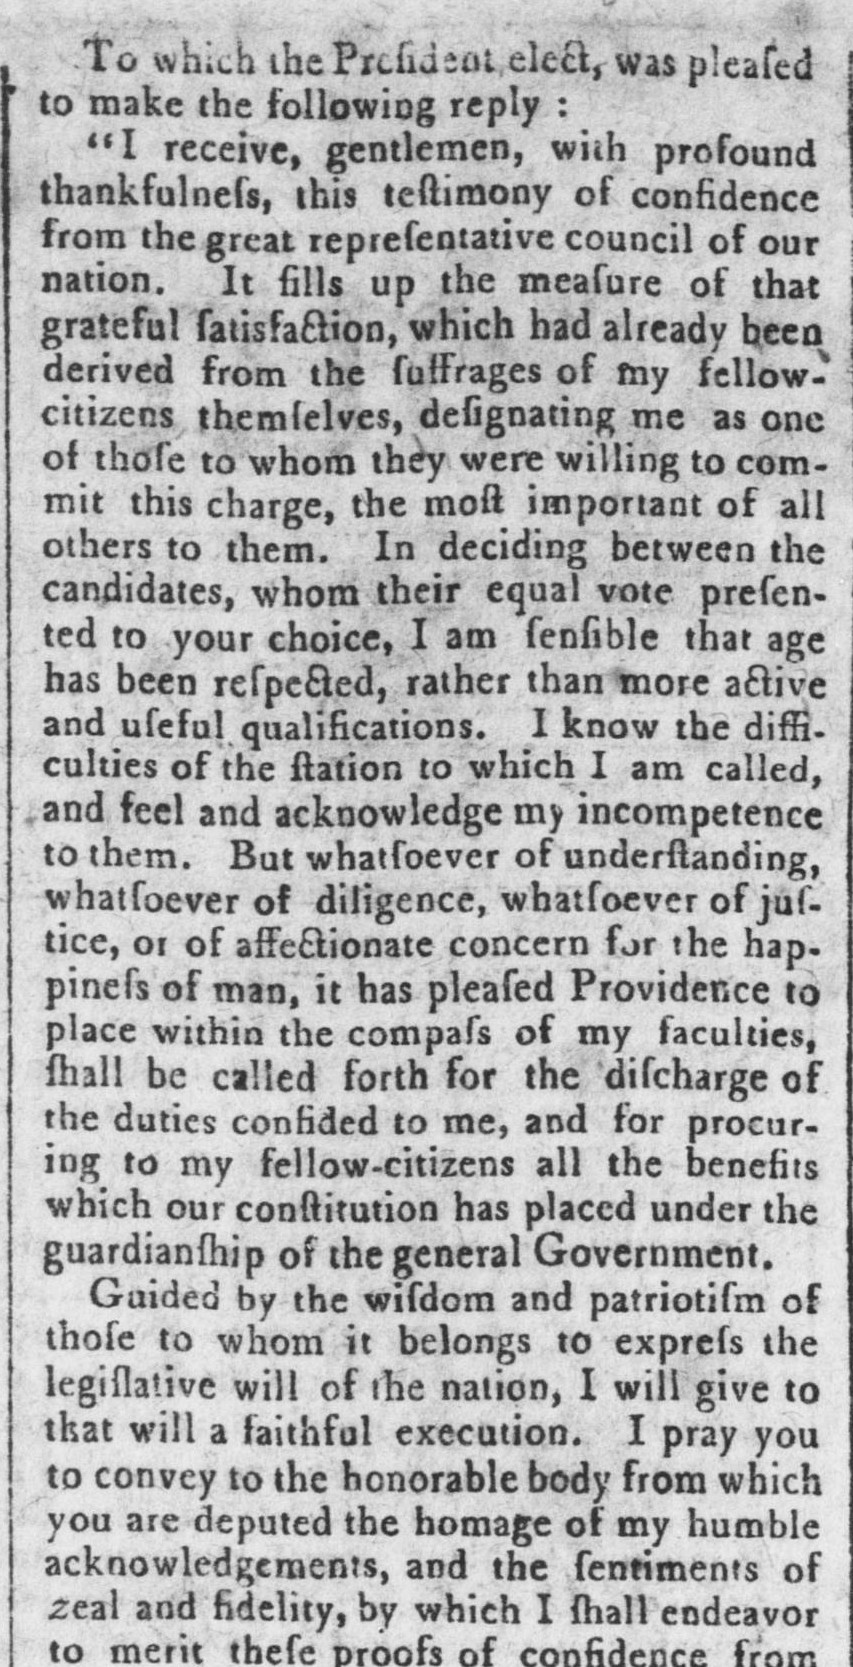 To which the Preſident elect, was pleaſed
to make the following reply :
“I receive, gentlemen, with profound
thankfulneſs, this teſtimony of confidence
from the great repreſentative council of our
nation. It fills up the meaſure of that
grateful ſatisfaction, which had already been
derived from the ſuffrages of my fellow-
citizens themſelves, deſignating me as one
of thoſe to whom they were willing to com-
mit this charge, the moſt important of all
others to them. In deciding between the
candidates, whom their equal vote preſen-
ted to your choice, I am ſenſible that age
has been reſpected, rather than more active
and uſeful qualifications. I know the diffi-
culties of the ſtation to which I am called,
and feel and acknowledge my incompetence
to them. But whatſoever of underſtanding,
whatſoever of diligence, whatſoever of juſ-
tice, or of affectionate concern for the hap-
pineſs of man, it has pleaſed Providence to
place within the compaſs of my faculties,
ſhall be called forth for the diſcharge of
the duties confided to me, and for procur-
ing to my fellow-citizens all the benefits
which our conſtitution has placed under the
guardianſhip of the general Government.
Guided by the wiſdom and patriotiſm of
thoſe to whom it belongs to expreſs the
legiſlative will of the nation, I will give to
that will a faithful execution. I pray you
to convey to the honorable body from which
you are deputed the homage of my humble
acknowledgements, and the ſentiments of
zeal and fidelity, by which I ſhall endeavor
to merit theſe proofs of confidence from